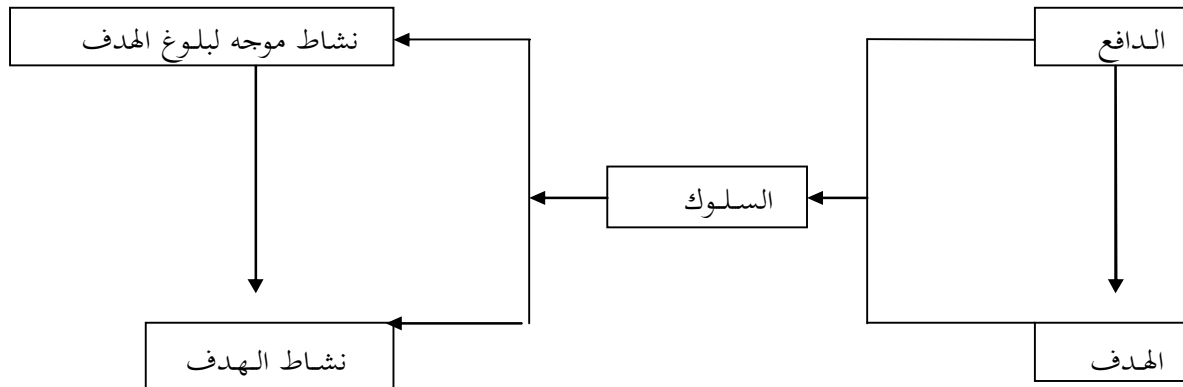 الدافع
نشاط موجه لبلوغ الهدف
السلوك
الهدف
نشاط الهدف